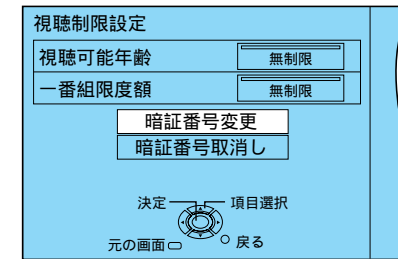 視聴制限設定
視聴可能年齢 無制限
一番組限度額 無制限
暗証番号変更
暗証番号取消し
決定 項目選択
元の画面 戻る